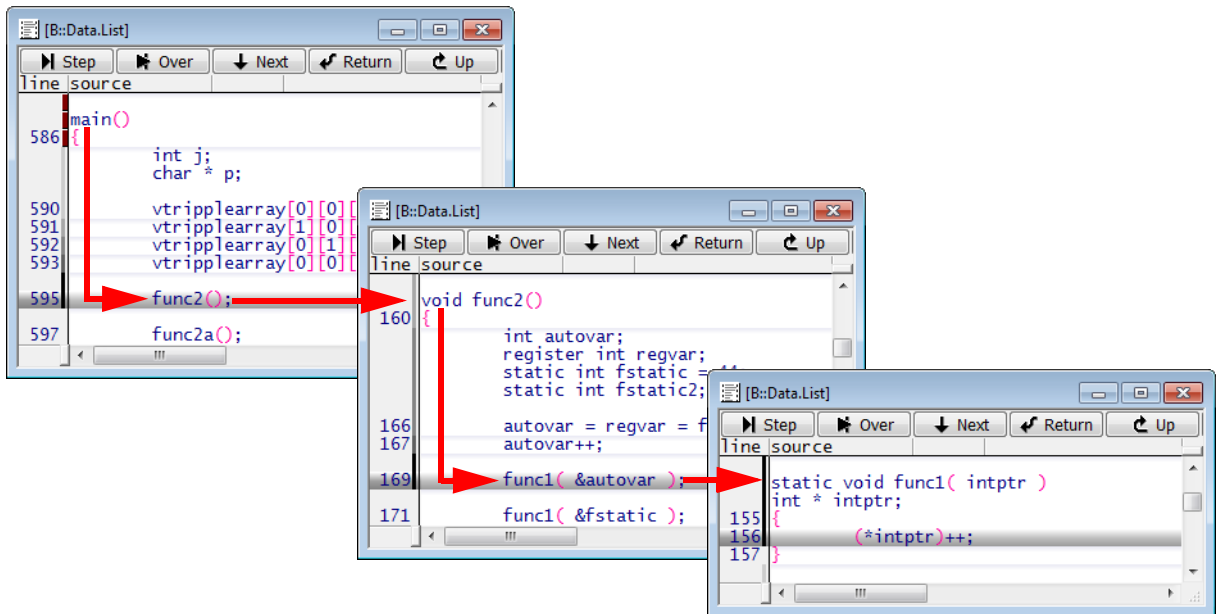 [B::Data.List]
Step Over Next Return Up
line source
main()
586 {
int j;
char * p;
590 vtripplearray[0][0][
591 vtripplearray[1][0][
592 vtripplearray[0][1][
593 vtripplearray[0][0][
595 func2();
597 func2a();
[B::Data.List]
Step Over Next Return Up
line source
void func2()
160 {
int autovar;
register int regvar;
static int fstatic =
static int fstatic2;
166 autovar = regvar = f
167 autovar++;
169 func1( &autovar );
171 func1( &fstatic );
[B::Data.List]
Step Over Next Return Up
line source
static void func1( intptr )
int * intptr;
155 {
156 (*intptr)++;
157 }